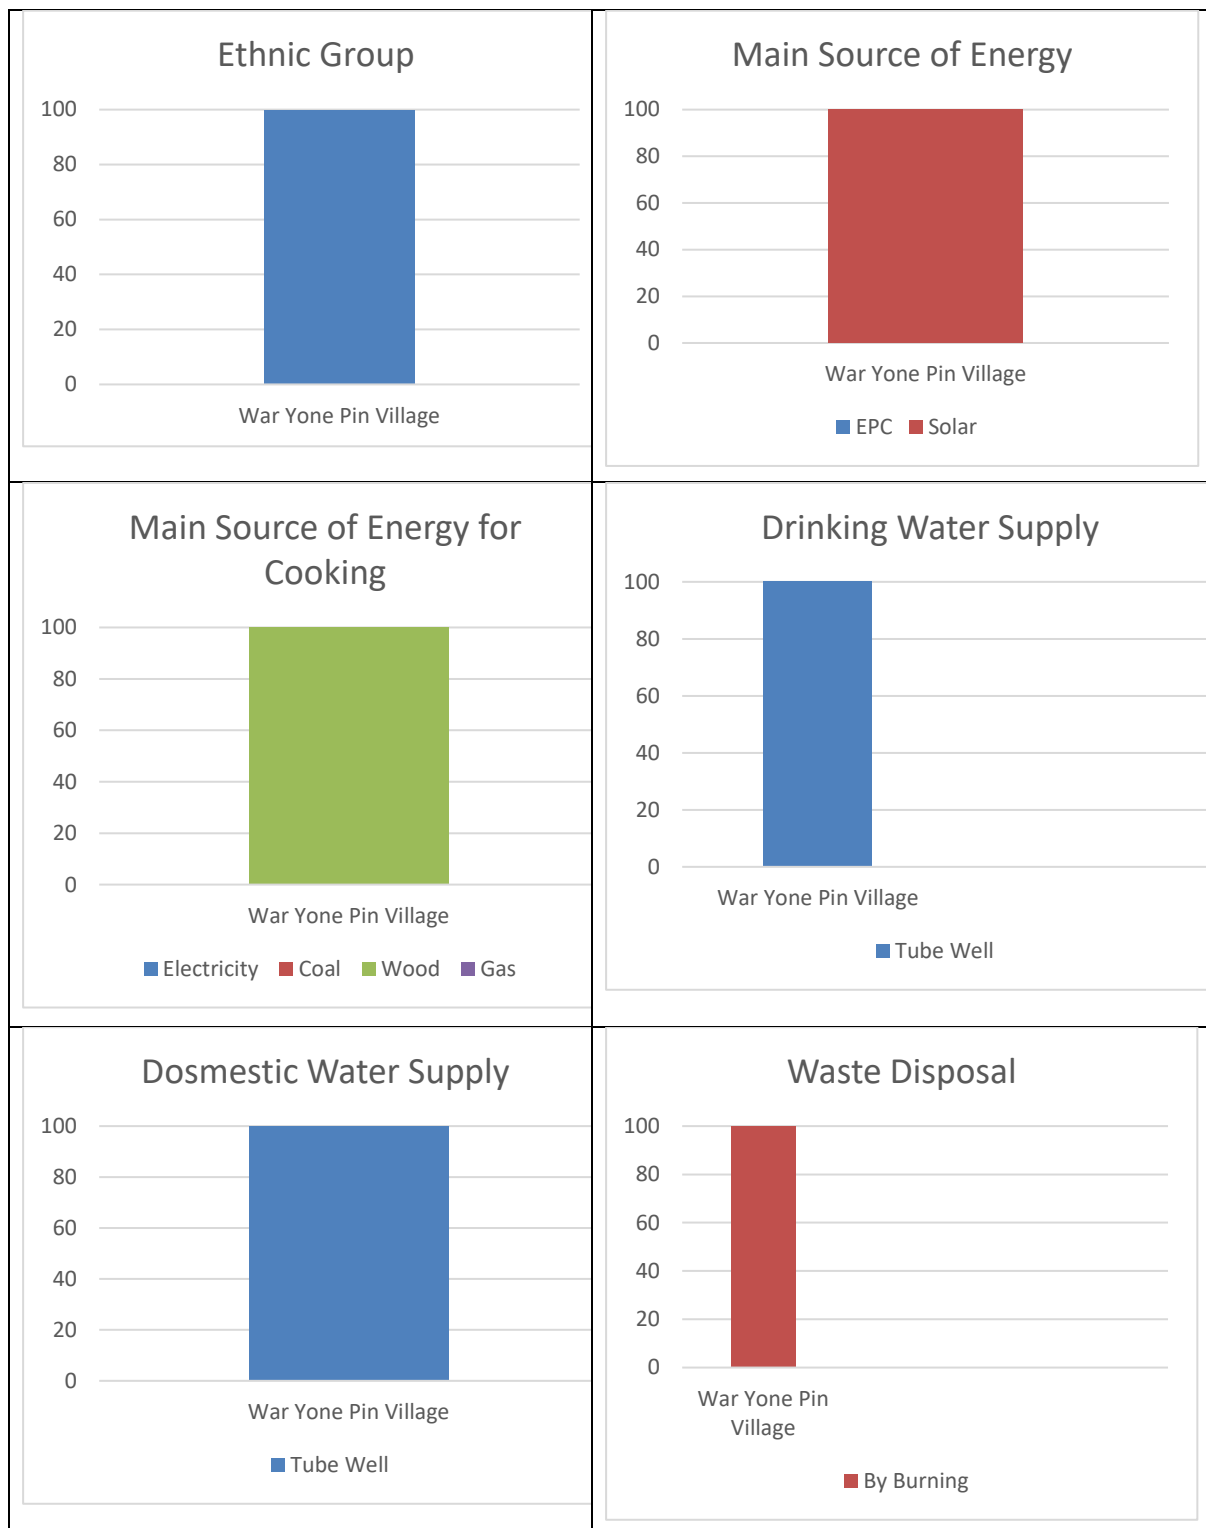 Ethnic Group
100
80
60
40
20
0
War Yone Pin Village
Main Source of Energy
100
80
60
40
20
0
War Yone Pin Village
EPC Solar
Main Source of Energy for
Cooking
100
80
60
40
20
0
War Yone Pin Village
Electricity Coal Wood Gas
Drinking Water Supply
100
80
60
40
20
0
War Yone Pin Village
Tube Well
Dosmestic Water Supply
100
80
60
40
20
0
War Yone Pin Village
Tube Well
Waste Disposal
100
80
60
40
20
0
War Yone Pin
Village
By Burning